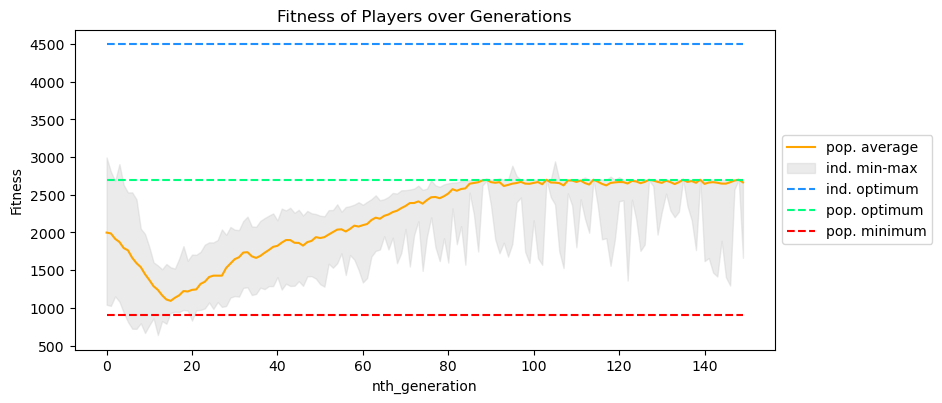 Fitness of Players over Generations
Fitness
4500
4000
3500
3000
2500
2000
1500
1000
500
0
20
40
60
80
100
120
140
nth_generation
pop. average
ind. min-max
ind. optimum
pop. optimum
pop. minimum